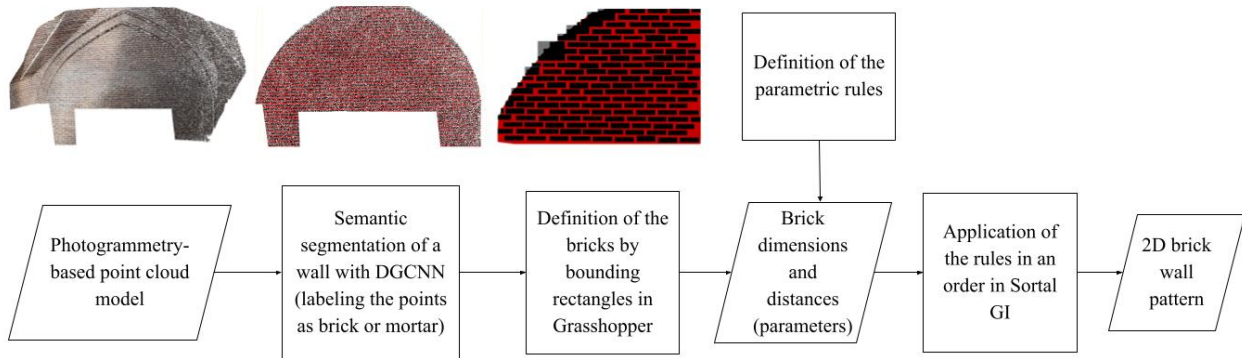 Definition of the
parametric rules
Photogrammetry-
based point cloud
model
Semantic
segmentation of a
wall with DGCNN
(labeling the points
as brick or mortar)
Definition of the
bricks by
bounding
rectangles in
Grasshopper
Brick
dimensions
and
distances
(parameters)
Application of
the rules in an
order in Sortal
GI
2D brick
wall
pattern